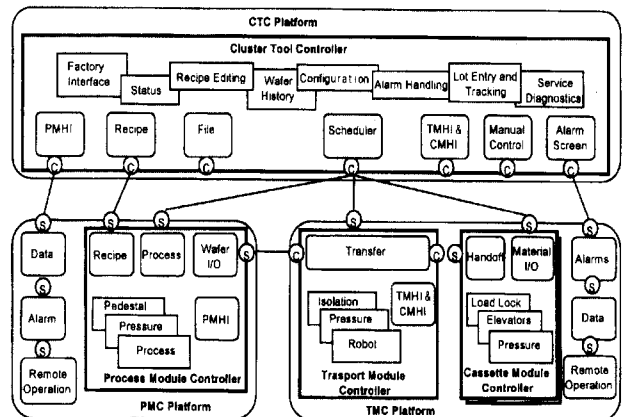 CTC Platform
Cluster Tool Controller
Factory
Interface
Status
Recipe Editing
Wafer
History
Configuration
Alarm Handling
Lot Entry and
Tracking
Service
Diagnostics
PMHI
Recipe
File
Scheduler
TMHI &
CMHI
Manual
Control
Alarm
Screen
C
C
C
C
C
C
C
S
S
S
S
S
S
Data
Recipe
Process
Wafer
I/O
S
C
Transfer
C
S
Handoff
Material
I/O
Alarms
S
S
Alarm
Pedestal
Pressure
Process
PMHI
Isolation
Pressure
Robot
TMHI &
CMHI
Load Lock
Elevators
Pressure
Data
S
S
Remote
Operation
Process Module Controller
Trasport Module
Controller
Cassette Module
Controller
Remote
Operation
PMC Platform
TMC Platform